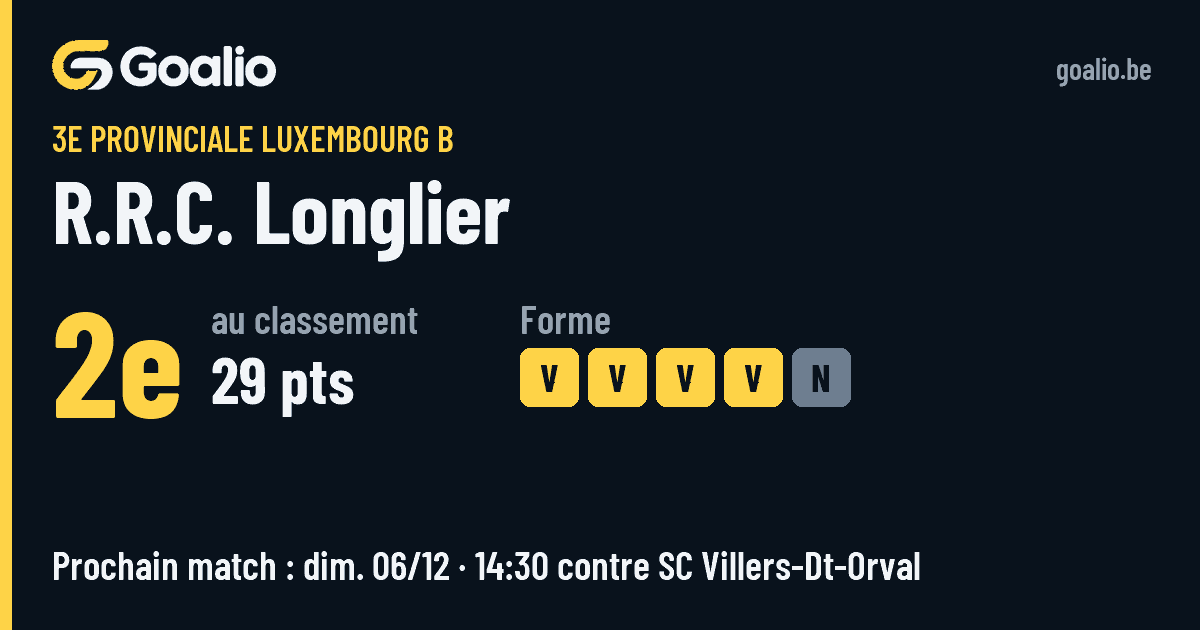 Goalio
goalio.be
3E PROVINCIALE LUXEMBOURG B
R.R.C. Longlier
2e
au classement
29 pts
Forme
V V V V N
Prochain match : dim. 06/12 · 14:30 contre SC Villers-Dt-Orval